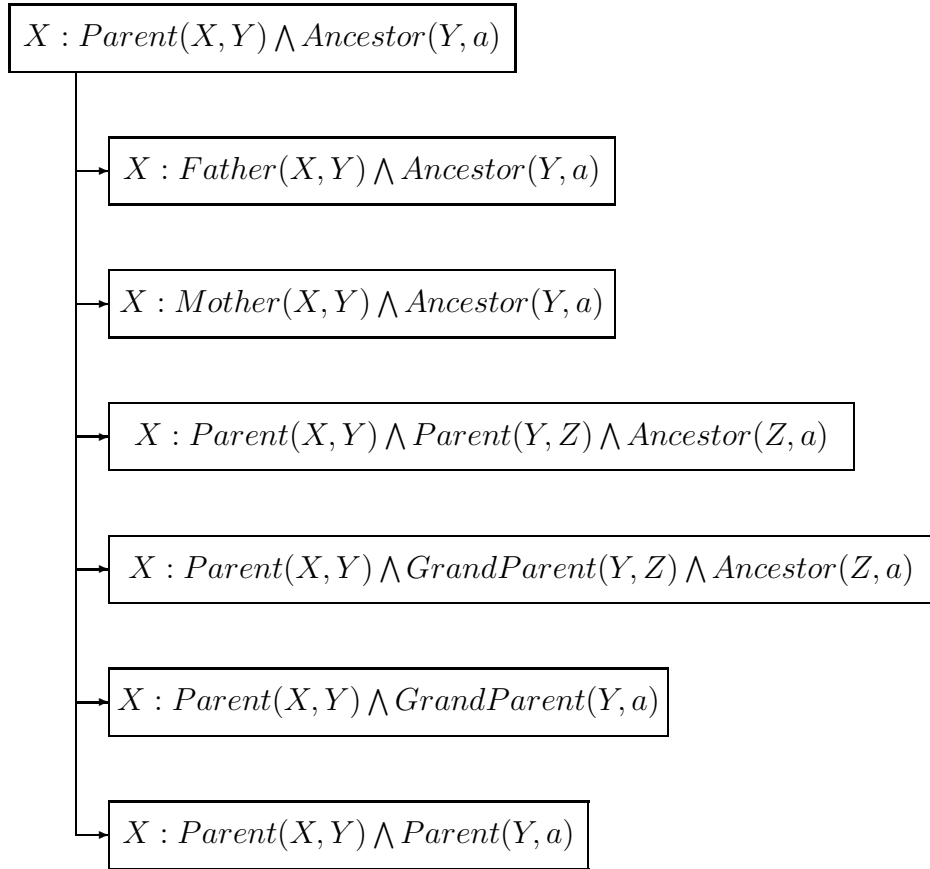 X : Parent(X, Y) ⋀ Ancestor(Y, a)
X : Father(X, Y) ⋀ Ancestor(Y, a)
X : Mother(X, Y) ⋀ Ancestor(Y, a)
X : Parent(X, Y) ⋀ Parent(Y, Z) ⋀ Ancestor(Z, a)
X : Parent(X, Y) ⋀ GrandParent(Y, Z) ⋀ Ancestor(Z, a)
X : Parent(X, Y) ⋀ GrandParent(Y, a)
X : Parent(X, Y) ⋀ Parent(Y, a)